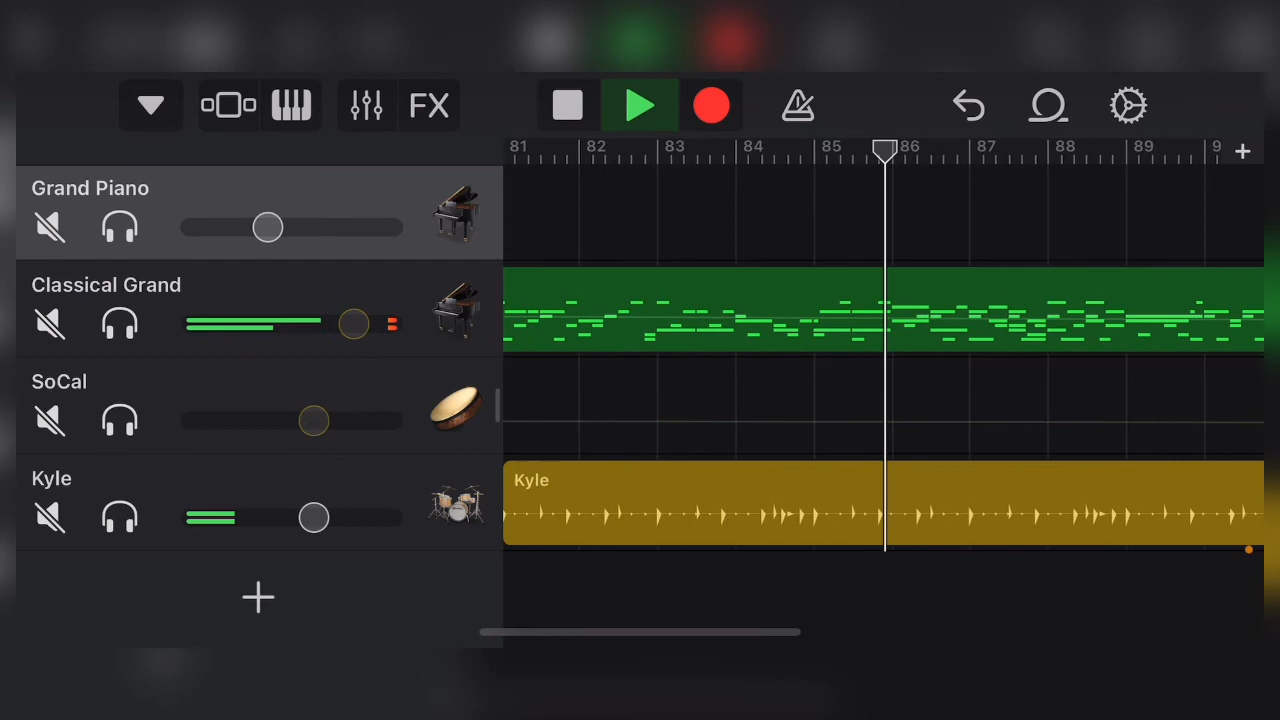 FX
81 82 83 84 85 86 87 88 89 9
Grand Piano
Classical Grand
SoCal
Kyle
Kyle